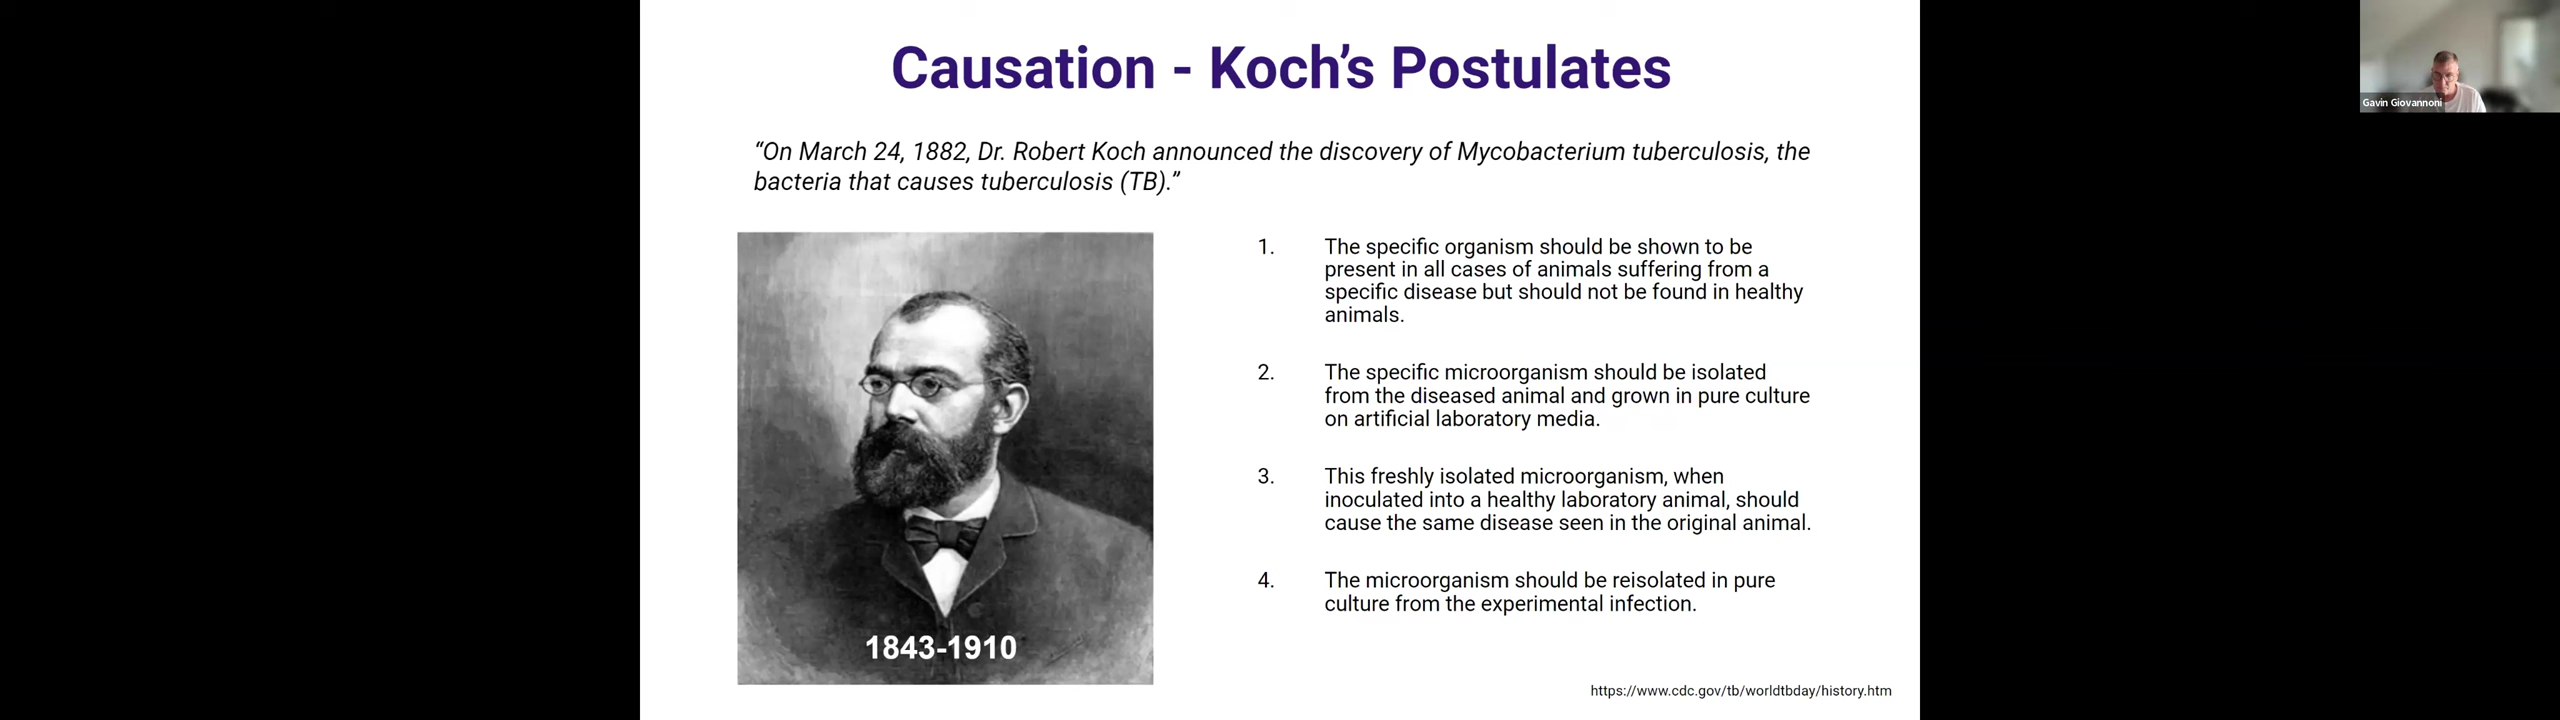 Causation - Koch's Postulates
“On March 24, 1882, Dr. Robert Koch announced the discovery of Mycobacterium tuberculosis, the
bacteria that causes tuberculosis (TB).”
1. The specific organism should be shown to be
present in all cases of animals suffering from a
specific disease but should not be found in healthy
animals.
2. The specific microorganism should be isolated
from the diseased animal and grown in pure culture
on artificial laboratory media.
3. This freshly isolated microorganism, when
inoculated into a healthy laboratory animal, should
cause the same disease seen in the original animal.
4. The microorganism should be reisolated in pure
culture from the experimental infection.
1843-1910
https://www.cdc.gov/tb/worldtbday/history.htm
Gavin Giovannoni